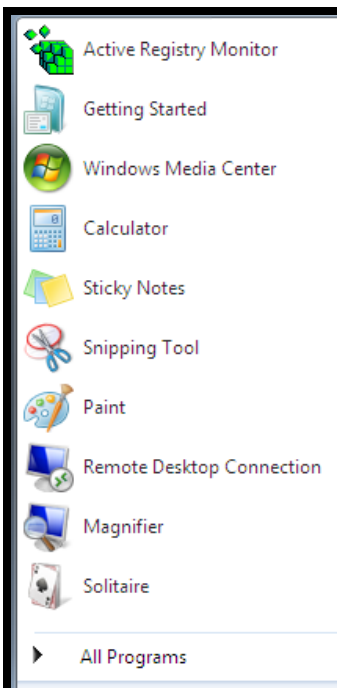 Active Registry Monitor
Getting Started
Windows Media Center
Calculator
Sticky Notes
Snipping Tool
Paint
Remote Desktop Connection
Magnifier
Solitaire
All Programs